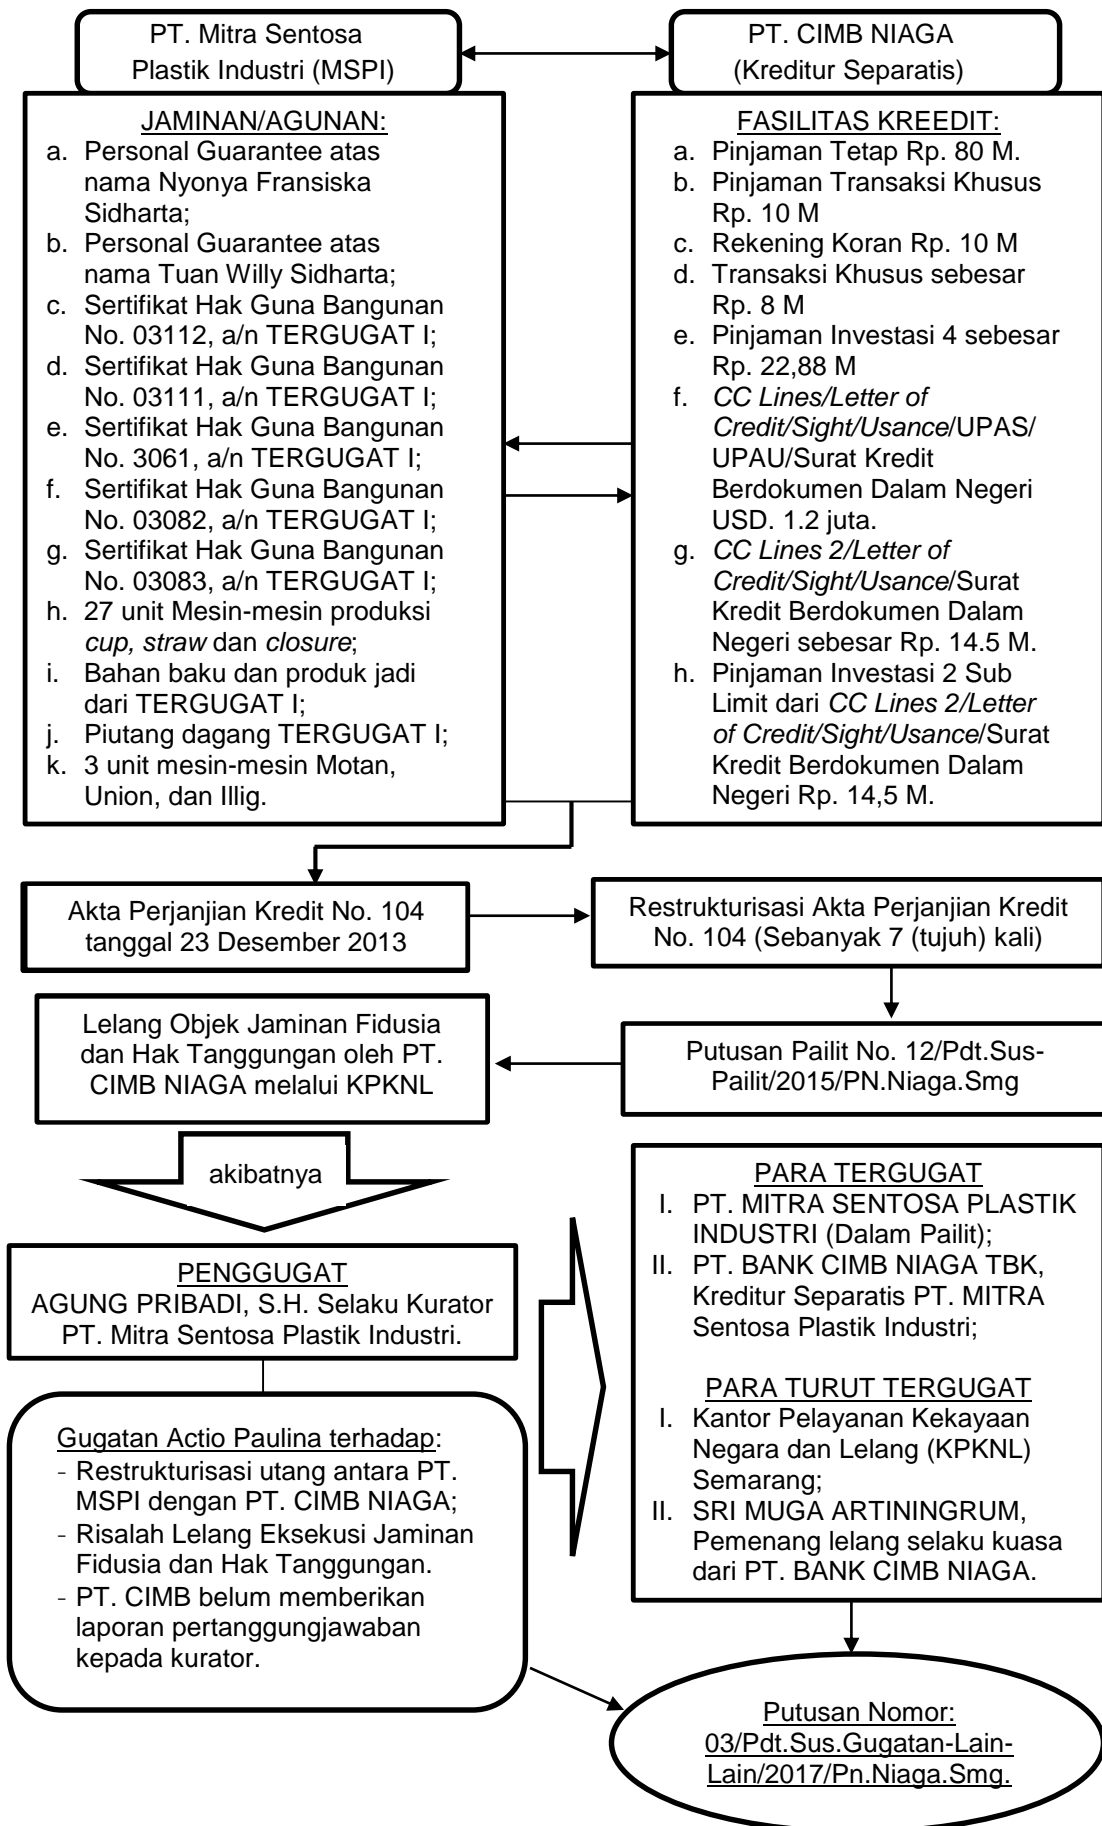 PT. Mitra Sentosa
Plastik Industri (MSPI)
PT. CIMB NIAGA
(Kreditur Separatis)
JAMINAN/AGUNAN:
a. Personal Guarantee atas
nama Nyonya Fransiska
Sidharta;
b. Personal Guarantee atas
nama Tuan Willy Sidharta;
c. Sertifikat Hak Guna Bangunan
No. 03112, a/n TERGUGAT I;
d. Sertifikat Hak Guna Bangunan
No. 03111, a/n TERGUGAT I;
e. Sertifikat Hak Guna Bangunan
No. 3061, a/n TERGUGAT I;
f. Sertifikat Hak Guna Bangunan
No. 03082, a/n TERGUGAT I;
g. Sertifikat Hak Guna Bangunan
No. 03083, a/n TERGUGAT I;
h. 27 unit Mesin-mesin produksi
cup, straw dan closure;
i. Bahan baku dan produk jadi
dari TERGUGAT I;
j. Piutang dagang TERGUGAT I;
k. 3 unit mesin-mesin Motan,
Union, dan Illig.
FASILITAS KREEDIT:
a. Pinjaman Tetap Rp. 80 M.
b. Pinjaman Transaksi Khusus
Rp. 10 M
c. Rekening Koran Rp. 10 M
d. Transaksi Khusus sebesar
Rp. 8 M
e. Pinjaman Investasi 4 sebesar
Rp. 22,88 M
f. CC Lines/Letter of
Credit/Sight/Usance/UPAS/
UPAU/Surat Kredit
Berdokumen Dalam Negeri
USD. 1.2 juta.
g. CC Lines 2/Letter of
Credit/Sight/Usance/Surat
Kredit Berdokumen Dalam
Negeri sebesar Rp. 14.5 M.
h. Pinjaman Investasi 2 Sub
Limit dari CC Lines 2/Letter
of Credit/Sight/Usance/Surat
Kredit Berdokumen Dalam
Negeri Rp. 14,5 M.
Akta Perjanjian Kredit No. 104
tanggal 23 Desember 2013
Restrukturisasi Akta Perjanjian Kredit
No. 104 (Sebanyak 7 (tujuh) kali)
Lelang Objek Jaminan Fidusia
dan Hak Tanggungan oleh PT.
CIMB NIAGA melalui KPKNL
Putusan Pailit No. 12/Pdt.Sus-
Pailit/2015/PN.Niaga.Smg
akibatnya
PENGGUGAT
AGUNG PRIBADI, S.H. Selaku Kurator
PT. Mitra Sentosa Plastik Industri.
PARA TERGUGAT
I. PT. MITRA SENTOSA PLASTIK
INDUSTRI (Dalam Pailit);
II. PT. BANK CIMB NIAGA TBK,
Kreditur Separatis PT. MITRA
Sentosa Plastik Industri;
PARA TURUT TERGUGAT
I. Kantor Pelayanan Kekayaan
Negara dan Lelang (KPKNL)
Semarang;
II. SRI MUGA ARTININGRUM,
Pemenang lelang selaku kuasa
dari PT. BANK CIMB NIAGA.
Gugatan Actio Paulina terhadap:
- Restrukturisasi utang antara PT.
MSPI dengan PT. CIMB NIAGA;
- Risalah Lelang Eksekusi Jaminan
Fidusia dan Hak Tanggungan.
- PT. CIMB belum memberikan
laporan pertanggungjawaban
kepada kurator.
Putusan Nomor:
03/Pdt.Sus.Gugatan-Lain-
Lain/2017/Pn.Niaga.Smg.